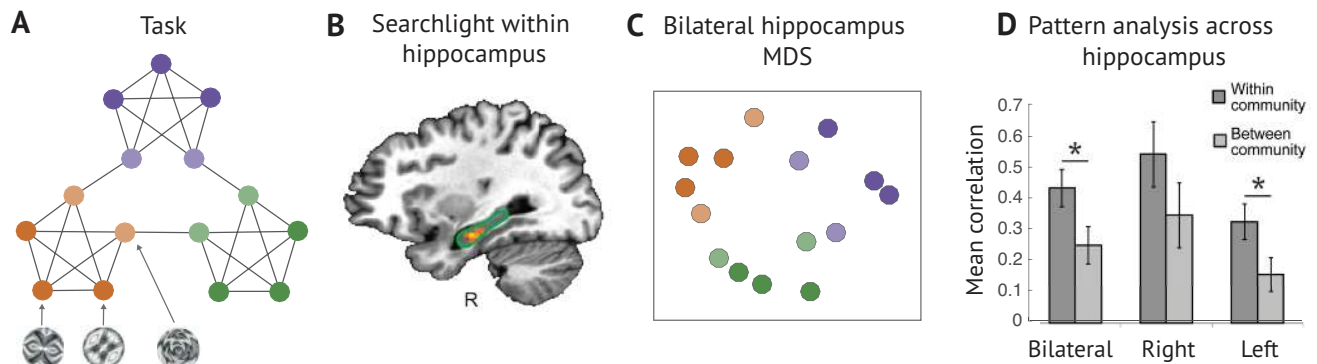 A
Task
B Searchlight within
hippocampus
R
C Bilateral hippocampus
MDS
D Pattern analysis across
hippocampus
Within
community
Between
community
Mean correlation
0.7
0.6
0.5
0.4
0.3
0.2
0.1
0
*
*
Bilateral Right Left